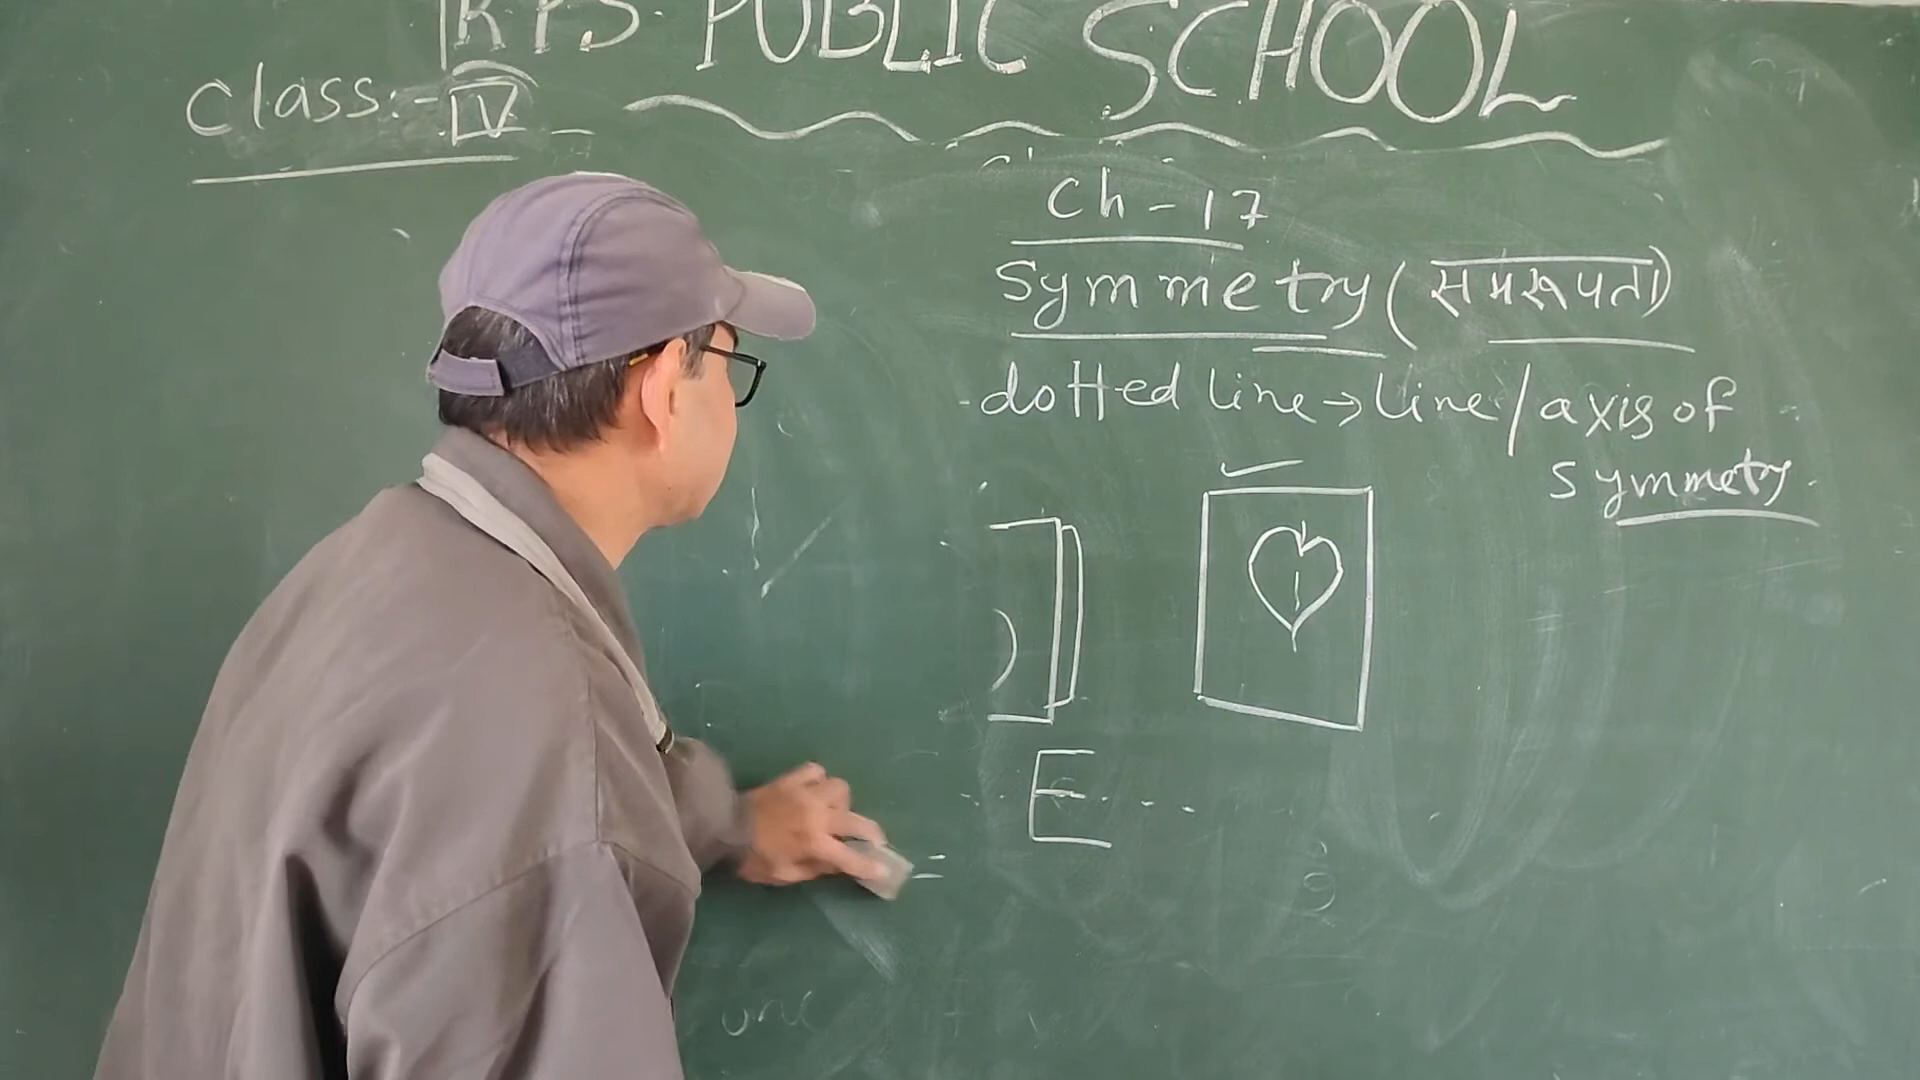 RPS PUBLIC SCHOOL
Class:- IV
Ch - 17
Symmetry (समरूपता)
dotted line → line / axis of
symmetry
E